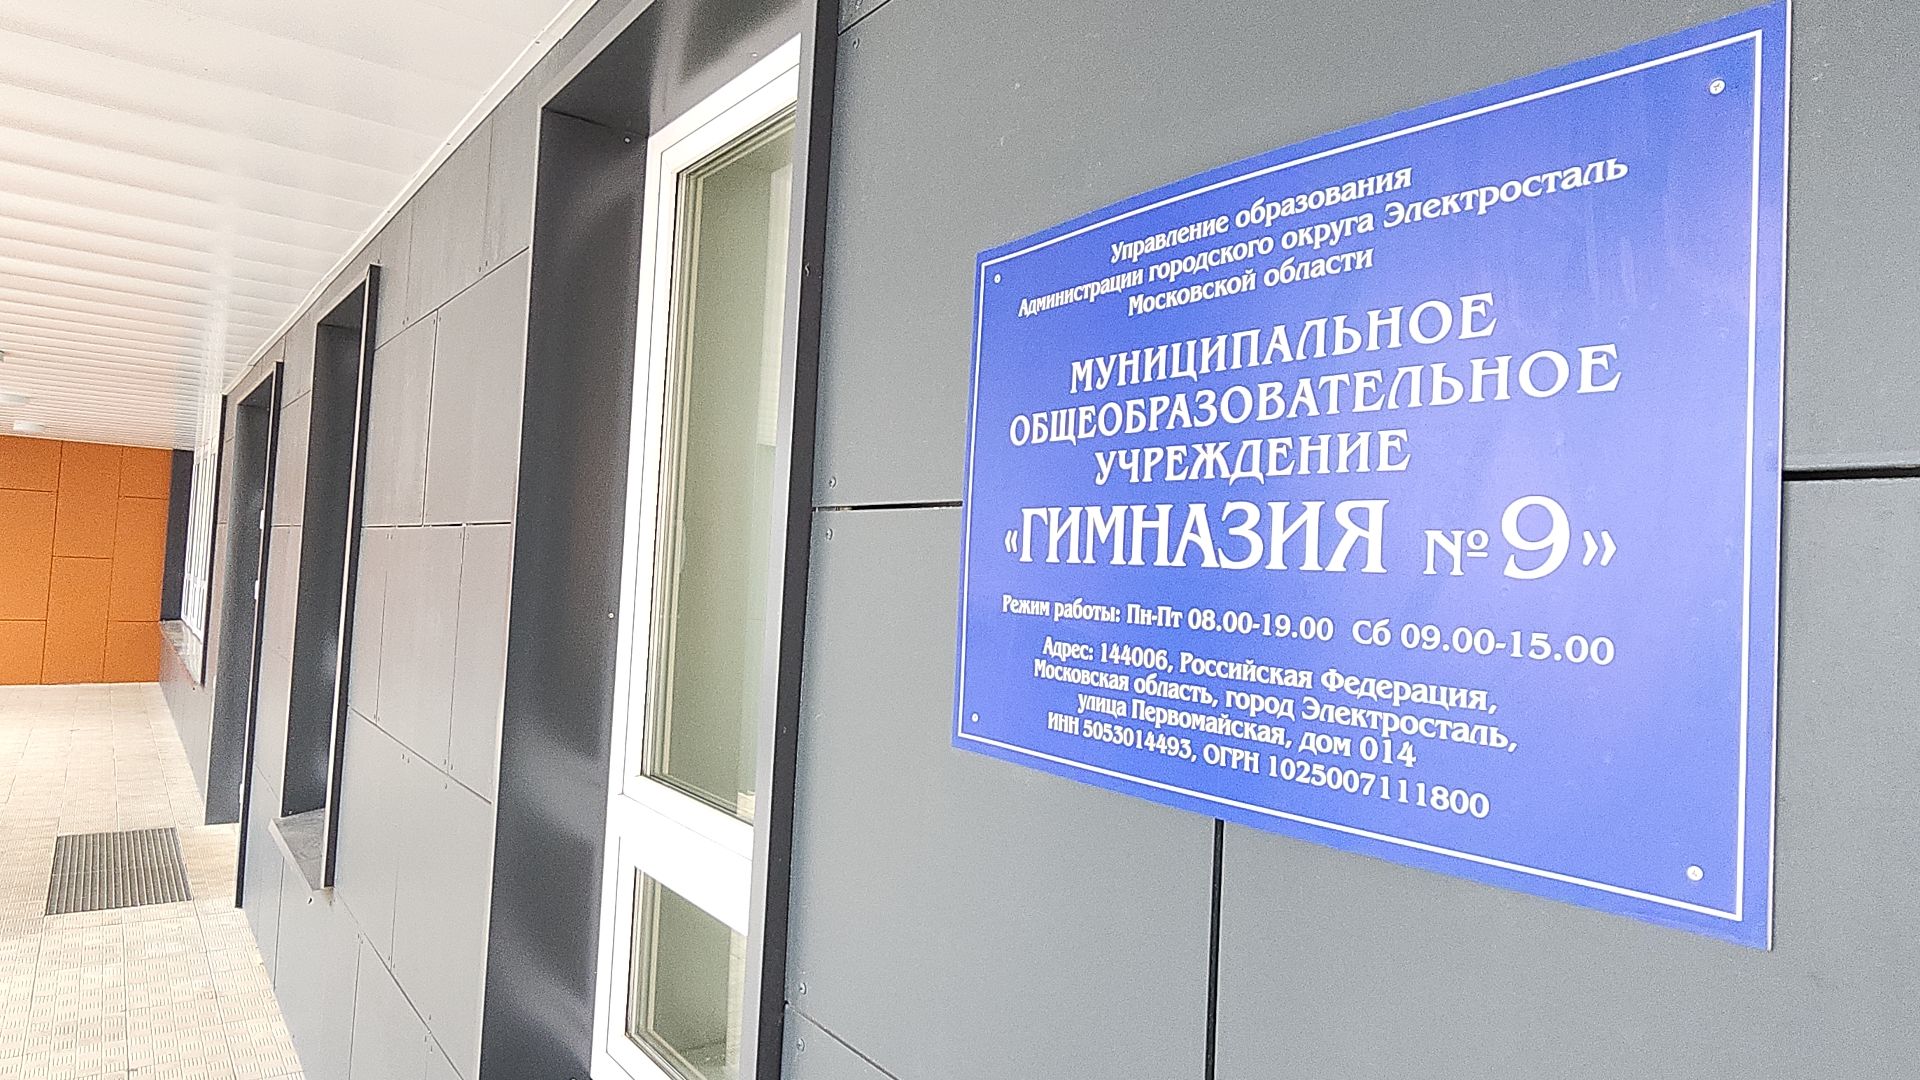 Управление образования
Администрации городского округа Электросталь
Московской области
МУНИЦИПАЛЬНОЕ
ОБЩЕОБРАЗОВАТЕЛЬНОЕ
УЧРЕЖДЕНИЕ
«ГИМНАЗИЯ №9»
Режим работы: Пн-Пт 08.00-19.00 Сб 09.00-15.00
Адрес: 144006, Российская Федерация,
Московская область, город Электросталь,
улица Первомайская, дом 014
ИНН 5053014493, ОГРН 1025007111800